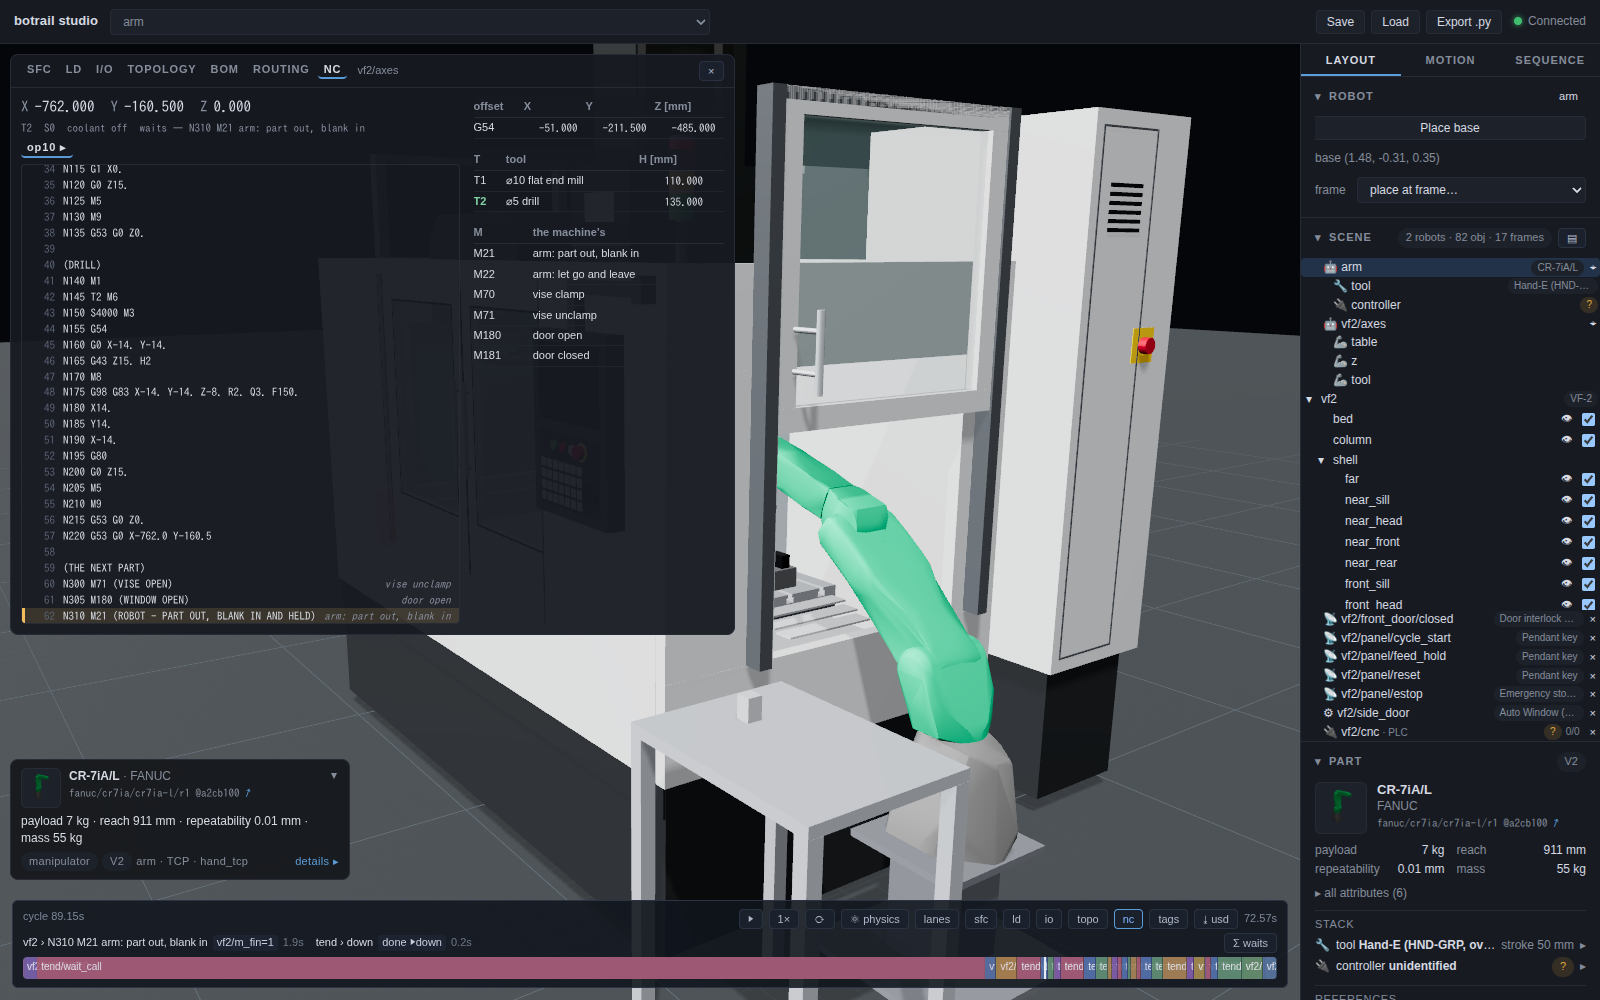 botrail studio
arm
Save
Load
Export .py
Connected
SFC LD I/O TOPOLOGY BOM ROUTING NC vf2/axes ×
X -762.000 Y -160.500 Z 0.000
T2 S0 coolant off waits — N310 M21 arm: part out, blank in
op10 ▸
34 N115 G1 X0.
35 N120 G0 Z15.
36 N125 M5
37 N130 M9
38 N135 G53 G0 Z0.
39
40 (DRILL)
41 N140 M1
42 N145 T2 M6
43 N150 S4000 M3
44 N155 G54
45 N160 G0 X-14. Y-14.
46 N165 G43 Z15. H2
47 N170 M8
48 N175 G98 G83 X-14. Y-14. Z-8. R2. Q3. F150.
49 N180 X14.
50 N185 Y14.
51 N190 X-14.
52 N195 G80
53 N200 G0 Z15.
54 N205 M5
55 N210 M9
56 N215 G53 G0 Z0.
57 N220 G53 G0 X-762.0 Y-160.5
58
59 (THE NEXT PART)
60 N300 M71 (VISE OPEN) vise unclamp
61 N305 M180 (WINDOW OPEN) door open
62 N310 M21 (ROBOT - PART OUT, BLANK IN AND HELD) arm: part out, blank in
offset X Y Z [mm]
G54 -51.000 -211.500 -485.000
T tool H [mm]
T1 ⌀10 flat end mill 110.000
T2 ⌀5 drill 135.000
M the machine's
M21 arm: part out, blank in
M22 arm: let go and leave
M70 vise clamp
M71 vise unclamp
M180 door open
M181 door closed
CR-7iA/L · FANUC ▾
fanuc/cr7ia/cr7ia-l/r1 @a2cb100 ↗
payload 7 kg · reach 911 mm · repeatability 0.01 mm ·
mass 55 kg
manipulator V2 arm · TCP · hand_tcp details ▸
cycle 89.15s
1× physics lanes sfc ld io topo nc tags usd 72.57s
vf2 › N310 M21 arm: part out, blank in vf2/m_fin=1 1.9s tend › down done ▸down 0.2s
Σ waits
tend/wait_call
LAYOUT MOTION SEQUENCE
▾ ROBOT arm
Place base
base (1.48, -0.31, 0.35)
frame place at frame…
▾ SCENE 2 robots · 82 obj · 17 frames
arm CR-7iA/L
tool Hand-E (HND-…
controller ?
vf2/axes
table
z
tool
▾ vf2 VF-2
bed
column
▾ shell
far
near_sill
near_head
near_front
near_rear
front_sill
front_head
vf2/front_door/closed Door interlock … ×
vf2/panel/cycle_start Pendant key ×
vf2/panel/feed_hold Pendant key ×
vf2/panel/reset Pendant key ×
vf2/panel/estop Emergency sto… ×
vf2/side_door Auto Window (… ×
vf2/cnc · PLC ? 0/0 ×
▾ PART V2
CR-7iA/L
FANUC
fanuc/cr7ia/cr7ia-l/r1 @a2cb100 ↗
payload 7 kg reach 911 mm
repeatability 0.01 mm mass 55 kg
▸ all attributes (6)
STACK
tool Hand-E (HND-GRP, ov… stroke 50 mm ▸
controller unidentified ? ▸
REFERENCES